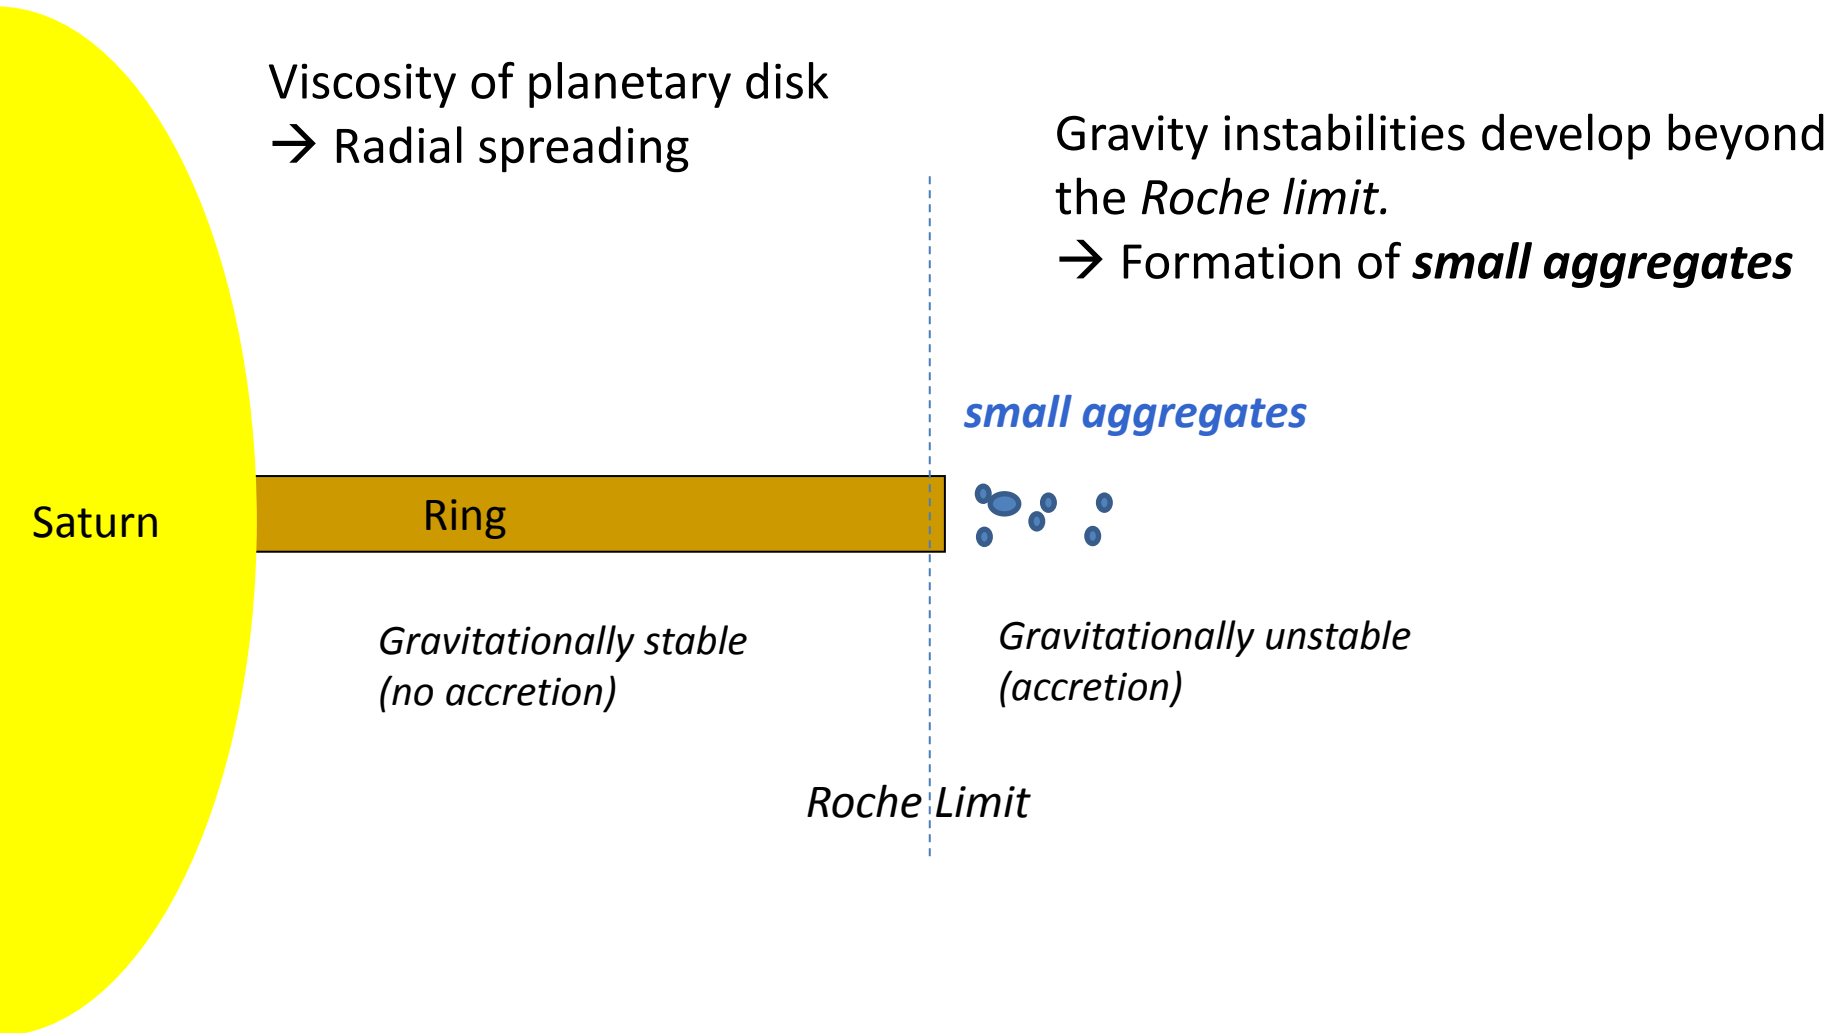 Viscosity of planetary disk
→ Radial spreading
Gravity instabilities develop beyond
the Roche limit.
→ Formation of small aggregates
small aggregates
Saturn
Ring
Gravitationally stable
(no accretion)
Gravitationally unstable
(accretion)
Roche Limit